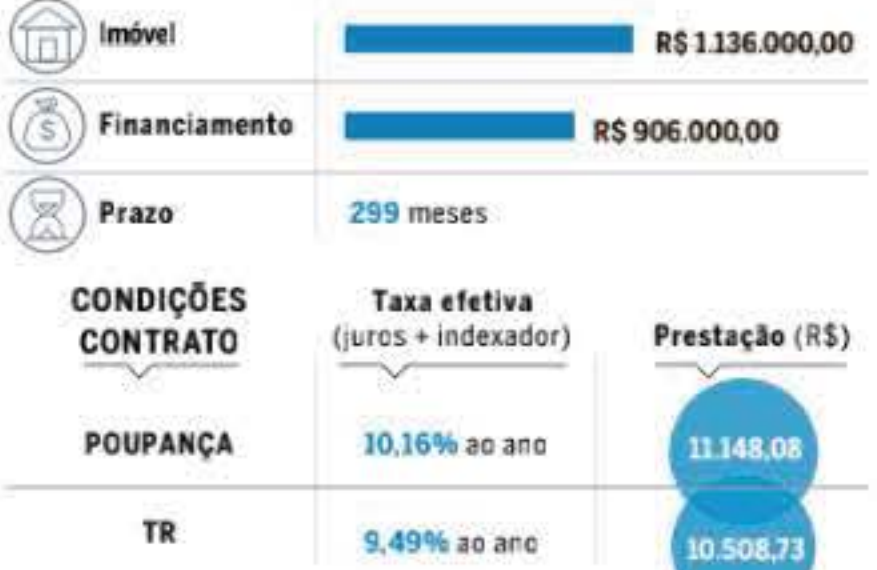 Imóvel
R$ 1.136.000,00
Financiamento
R$ 906.000,00
Prazo
299 meses
CONDIÇÕES
CONTRATO
Taxa efetiva
(juros + indexador)
Prestação (R$)
POUPANÇA
10,16% ao ano
11.148,08
TR
9,49% ao ano
10.508,73